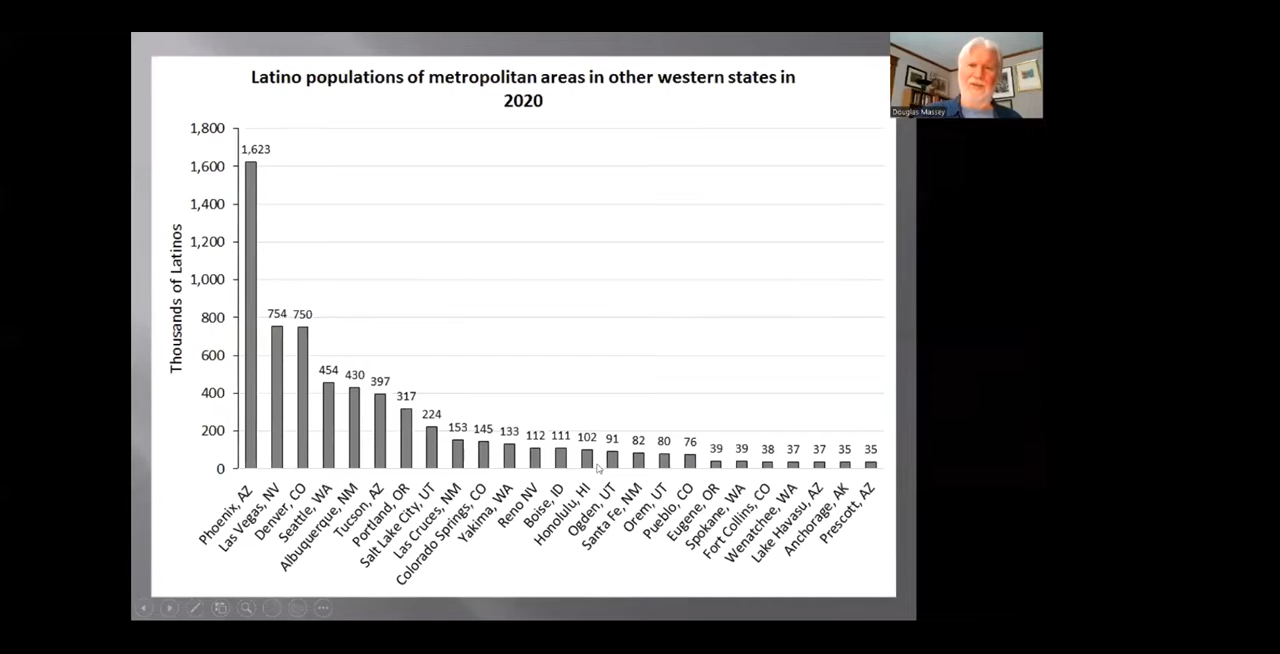 Latino populations of metropolitan areas in other western states in
2020
Douglas Massey
Thousands of Latinos
1,800
1,600
1,400
1,200
1,000
800
600
400
200
0
1,623
754
750
454
430
397
317
224
153
145
133
112
111
102
91
82
80
76
39
39
38
37
37
35
35
Phoenix, AZ
Las Vegas, NV
Denver, CO
Seattle, WA
Albuquerque, NM
Tucson, AZ
Portland, OR
Salt Lake City, UT
Las Cruces, NM
Colorado Springs, CO
Yakima, WA
Reno NV
Boise, ID
Honolulu, HI
Ogden, UT
Santa Fe, NM
Orem, UT
Pueblo, CO
Eugene, OR
Spokane, WA
Fort Collins, CO
Wenatchee, WA
Lake Havasu, AZ
Anchorage, AK
Prescott, AZ